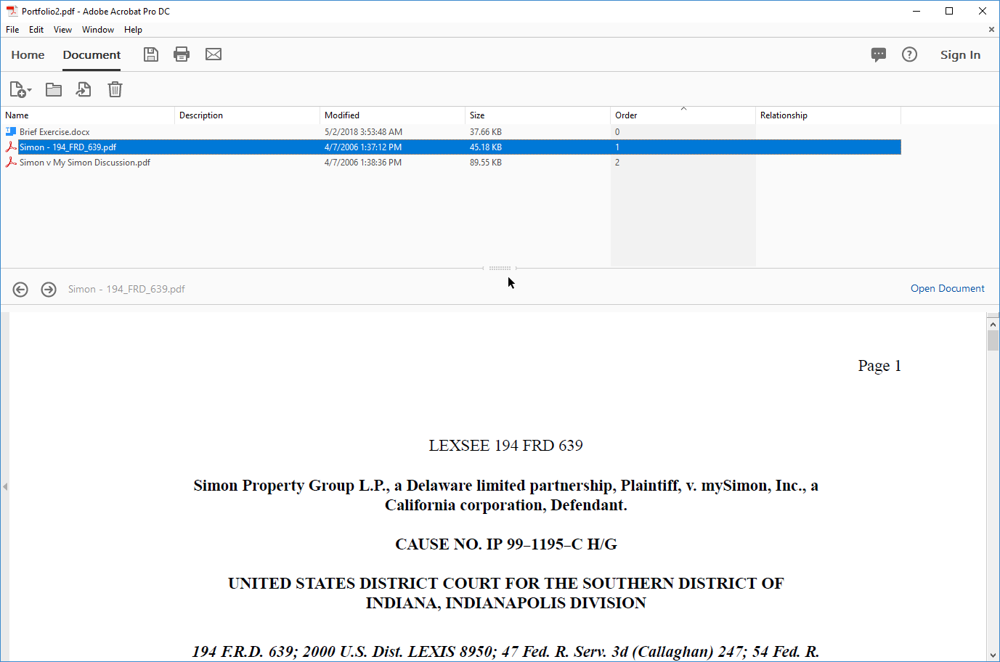 Portfolio2.pdf - Adobe Acrobat Pro DC
File Edit View Window Help
Home Document Sign In
Name Description Modified Size Order Relationship
Brief Exercise.docx 5/2/2018 3:53:48 AM 37.66 KB 0
Simon - 194_FRD_639.pdf 4/7/2006 1:37:12 PM 45.18 KB 1
Simon v My Simon Discussion.pdf 4/7/2006 1:38:36 PM 89.55 KB 2
Simon - 194_FRD_639.pdf Open Document
Page 1
LEXSEE 194 FRD 639
Simon Property Group L.P., a Delaware limited partnership, Plaintiff, v. mySimon, Inc., a
California corporation, Defendant.
CAUSE NO. IP 99–1195–C H/G
UNITED STATES DISTRICT COURT FOR THE SOUTHERN DISTRICT OF
INDIANA, INDIANAPOLIS DIVISION
194 F.R.D. 639; 2000 U.S. Dist. LEXIS 8950; 47 Fed. R. Serv. 3d (Callaghan) 247; 54 Fed. R.